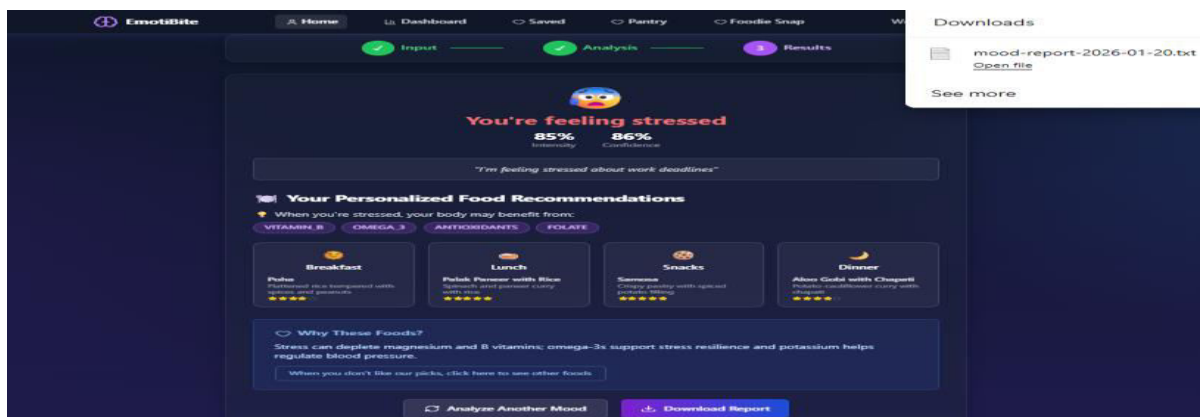 EmotiBite
Home
Dashboard
Saved
Pantry
Foodie Snap
Downloads
mood-report-2026-01-20.txt
Open file
See more
Input
Analysis
3
Results
You're feeling stressed
85%
86%
Intensity
Confidence
"I'm feeling stressed about work deadlines"
Your Personalized Food Recommendations
When you're stressed, your body may benefit from:
VITAMIN_B
OMEGA_3
ANTIOXIDANTS
FOLATE
Breakfast
Poha
Flattened rice tempered with
spices and peanuts
Lunch
Palak Paneer with Rice
Spinach and paneer curry
with rice
Snacks
Samosa
Crispy pastry with spiced
potato filling
Dinner
Aloo Gobi with Chapati
Potato-cauliflower curry with
chapati
Why These Foods?
Stress can deplete magnesium and B vitamins; omega-3s support stress resilience and potassium helps
regulate blood pressure.
When you don't like our picks, click here to see other foods
Analyze Another Mood
Download Report